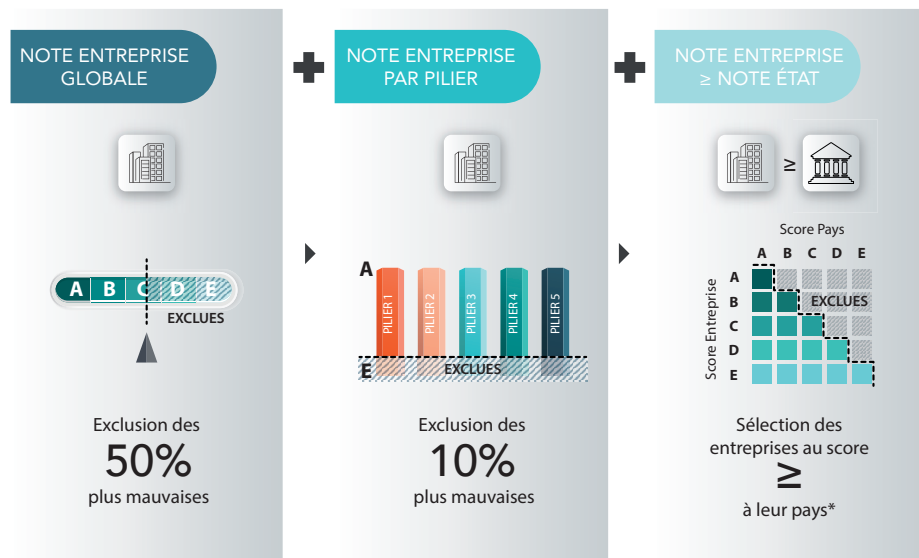 NOTE ENTREPRISE
GLOBALE
A B C D E
EXCLUES
Exclusion des
50%
plus mauvaises
NOTE ENTREPRISE
PAR PILIER
A
PILIER 1
PILIER 2
PILIER 3
PILIER 4
PILIER 5
E
EXCLUES
Exclusion des
10%
plus mauvaises
NOTE ENTREPRISE
≥ NOTE ÉTAT
≥
Score Pays
A B C D E
Score Entreprise
A
B
EXCLUES
C
D
E
Sélection des
entreprises au score
≥
à leur pays*